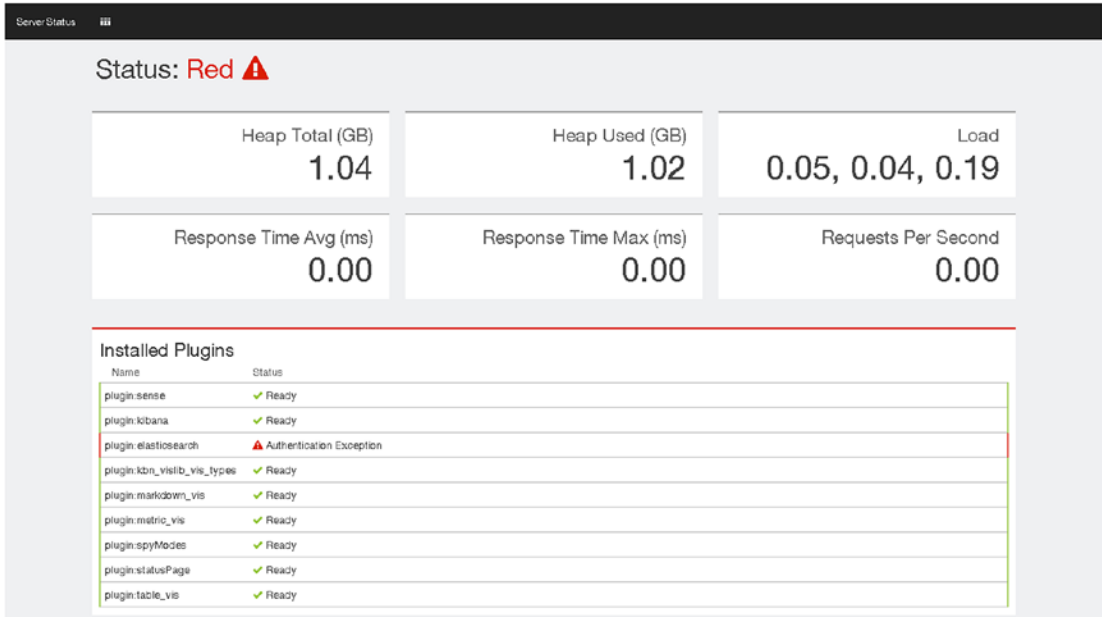 Server Status
Status: Red
Heap Total (GB)
1.04
Heap Used (GB)
1.02
Load
0.05, 0.04, 0.19
Response Time Avg (ms)
0.00
Response Time Max (ms)
0.00
Requests Per Second
0.00
Installed Plugins
Name Status
plugin:sense Ready
plugin:kibana Ready
plugin:elasticsearch Authentication Exception
plugin:kbn_vislib_vis_types Ready
plugin:markdown_vis Ready
plugin:metric_vis Ready
plugin:spyModes Ready
plugin:statusPage Ready
plugin:table_vis Ready